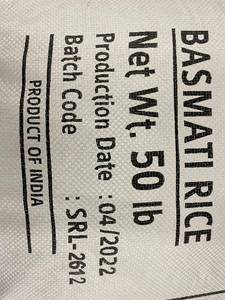 BASMATI RICE
Net Wt. 50 lb
Production Date : 04/2022
Batch Code : SRL-2612
PRODUCT OF INDIA